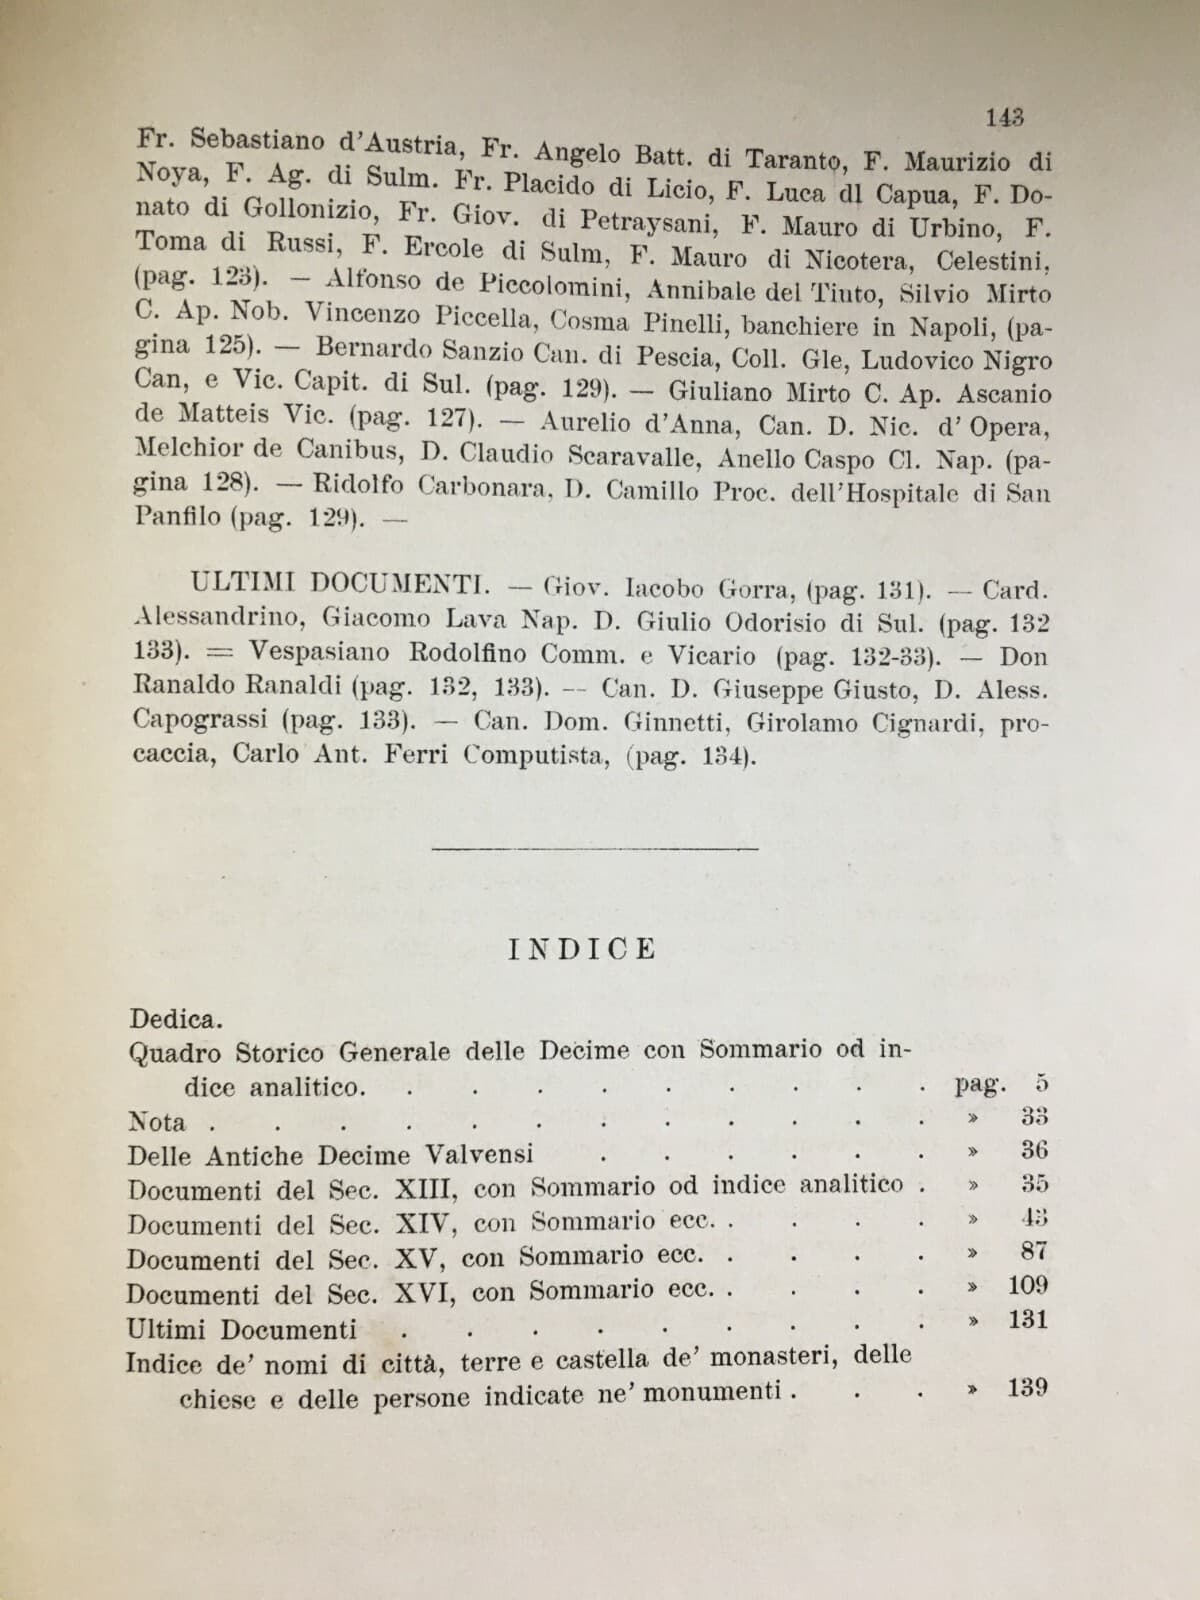 143
Fr. Sebastiano d'Austria, Fr. Angelo Batt. di Taranto, F. Maurizio di
Noya, F. Ag. di Sulm. Fr. Placido di Licio, F. Luca dl Capua, F. Do-
nato di Gollonizio, Fr. Giov. di Petraysani, F. Mauro di Urbino, F.
Toma di Russi, F. Ercole di Sulm, F. Mauro di Nicotera, Celestini,
(pag. 123). — Alfonso de Piccolomini, Annibale del Tinto, Silvio Mirto
C. Ap. Nob. Vincenzo Piccella, Cosma Pinelli, banchiere in Napoli, (pa-
gina 125). — Bernardo Sanzio Can. di Pescia, Coll. Gle, Ludovico Nigro
Can, e Vic. Capit. di Sul. (pag. 129). — Giuliano Mirto C. Ap. Ascanio
de Matteis Vic. (pag. 127). — Aurelio d'Anna, Can. D. Nic. d' Opera,
Melchior de Canibus, D. Claudio Scaravalle, Anello Caspo Cl. Nap. (pa-
gina 128). — Ridolfo Carbonara, D. Camillo Proc. dell'Hospitale di San
Panfilo (pag. 129). —
ULTIMI DOCUMENTI. — Giov. Iacobo Gorra, (pag. 131). — Card.
Alessandrino, Giacomo Lava Nap. D. Giulio Odorisio di Sul. (pag. 132
133). = Vespasiano Rodolfino Comm. e Vicario (pag. 132-33). — Don
Ranaldo Ranaldi (pag. 132, 133). -- Can. D. Giuseppe Giusto, D. Aless.
Capograssi (pag. 133). — Can. Dom. Ginnetti, Girolamo Cignardi, pro-
caccia, Carlo Ant. Ferri Computista, (pag. 134).
INDICE
Dedica.
Quadro Storico Generale delle Decime con Sommario od in-
dice analitico. . . . . . . . . . pag. 5
Nota . . . . . . . . . . . . » 33
Delle Antiche Decime Valvensi . . . . . . » 36
Documenti del Sec. XIII, con Sommario od indice analitico . » 35
Documenti del Sec. XIV, con Sommario ecc. . . . . » 43
Documenti del Sec. XV, con Sommario ecc. . . . . » 87
Documenti del Sec. XVI, con Sommario ecc. . . . . » 109
Ultimi Documenti . . . . . . . . . » 131
Indice de' nomi di città, terre e castella de' monasteri, delle
chiese e delle persone indicate ne' monumenti . . . » 139